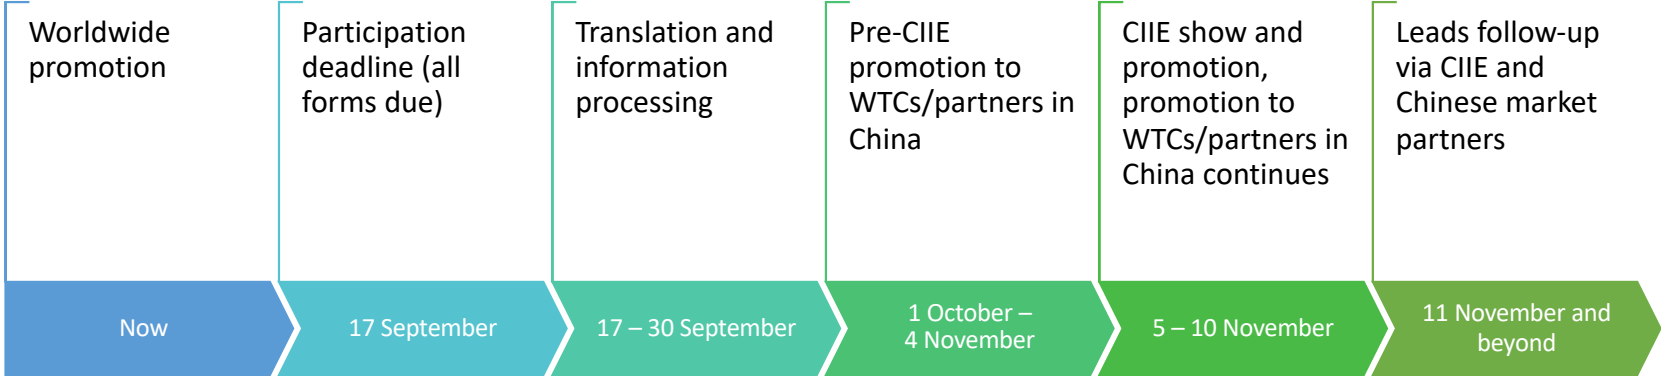 Worldwide
promotion
Participation
deadline (all
forms due)
Translation and
information
processing
Pre-CIIE
promotion to
WTCs/partners in
China
CIIE show and
promotion,
promotion to
WTCs/partners in
China continues
Leads follow-up
via CIIE and
Chinese market
partners
Now
17 September
17 – 30 September
1 October –
4 November
5 – 10 November
11 November and
beyond